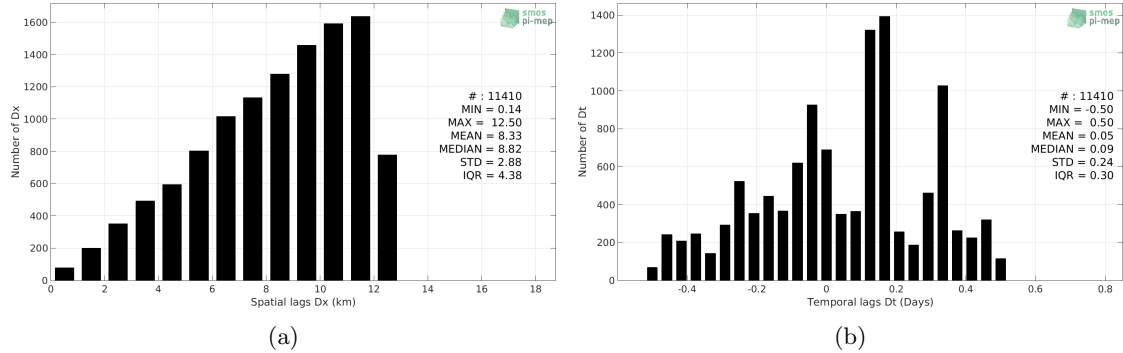 1600
1400
1200
1000
800
600
400
200
0
Number of Dx
smos
pi-mep
# : 11410
MIN = 0.14
MAX = 12.50
MEAN = 8.33
MEDIAN = 8.82
STD = 2.88
IQR = 4.38
0 2 4 6 8 10 12 14 16 18
Spatial lags Dx (km)
(a)
1400
1200
1000
800
600
400
200
0
Number of Dt
smos
pi-mep
# : 11410
MIN = -0.50
MAX = 0.50
MEAN = 0.05
MEDIAN = 0.09
STD = 0.24
IQR = 0.30
-0.4 -0.2 0 0.2 0.4 0.6 0.8
Temporal lags Dt (Days)
(b)